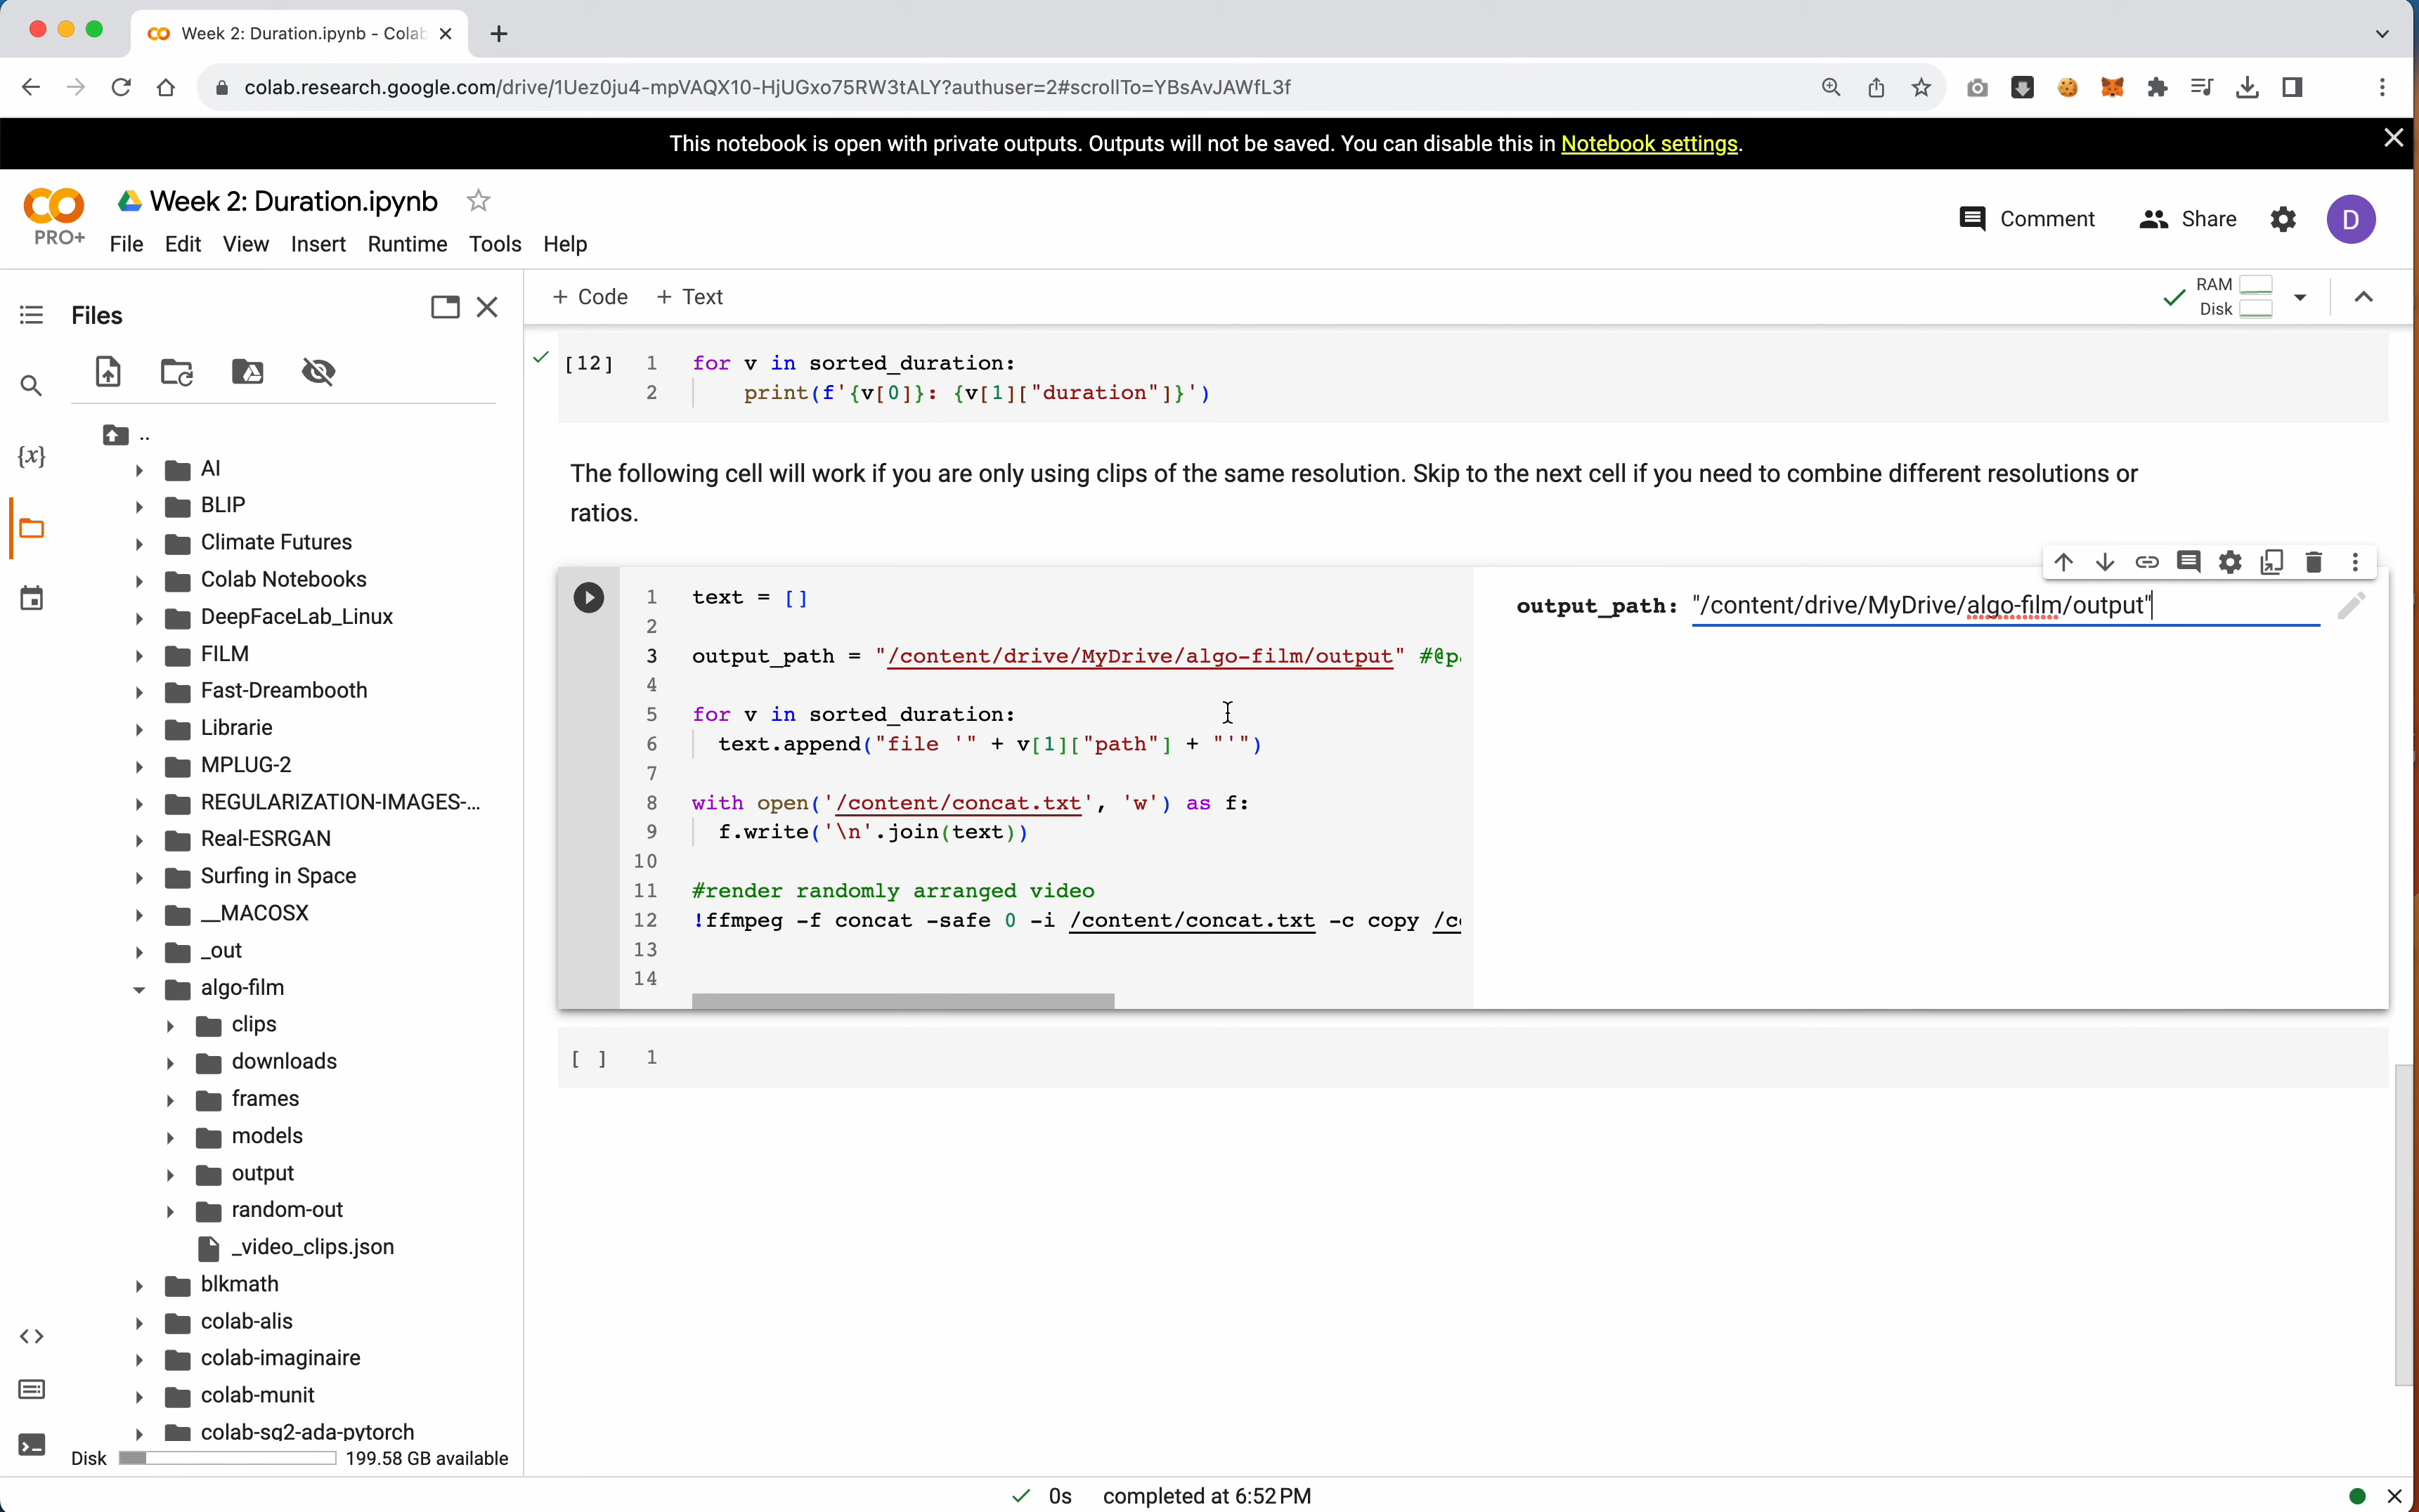 Week 2: Duration.ipynb - Colab
colab.research.google.com/drive/1Uez0ju4-mpVAQX10-HjUGxo75RW3tALY?authuser=2#scrollTo=YBsAvJAWfL3f
This notebook is open with private outputs. Outputs will not be saved. You can disable this in Notebook settings.
Week 2: Duration.ipynb
PRO+
File Edit View Insert Runtime Tools Help
Comment
Share
D
Files
+ Code + Text
RAM
Disk
{x}
..
AI
BLIP
Climate Futures
Colab Notebooks
DeepFaceLab_Linux
FILM
Fast-Dreambooth
Librarie
MPLUG-2
REGULARIZATION-IMAGES-...
Real-ESRGAN
Surfing in Space
__MACOSX
_out
algo-film
clips
downloads
frames
models
output
random-out
_video_clips.json
blkmath
colab-alis
colab-imaginaire
colab-munit
colab-sg2-ada-pytorch
Disk 199.58 GB available
[12] 1 for v in sorted_duration:
2 print(f'{v[0]}: {v[1]["duration"]}')
The following cell will work if you are only using clips of the same resolution. Skip to the next cell if you need to combine different resolutions or
ratios.
1 text = []
2
3 output_path = "/content/drive/MyDrive/algo-film/output" #@p
4
5 for v in sorted_duration:
6 text.append("file '" + v[1]["path"] + "'")
7
8 with open('/content/concat.txt', 'w') as f:
9 f.write('\n'.join(text))
10
11 #render randomly arranged video
12 !ffmpeg -f concat -safe 0 -i /content/concat.txt -c copy /c
13
14
output_path: "/content/drive/MyDrive/algo-film/output"
[ ] 1
0s completed at 6:52 PM